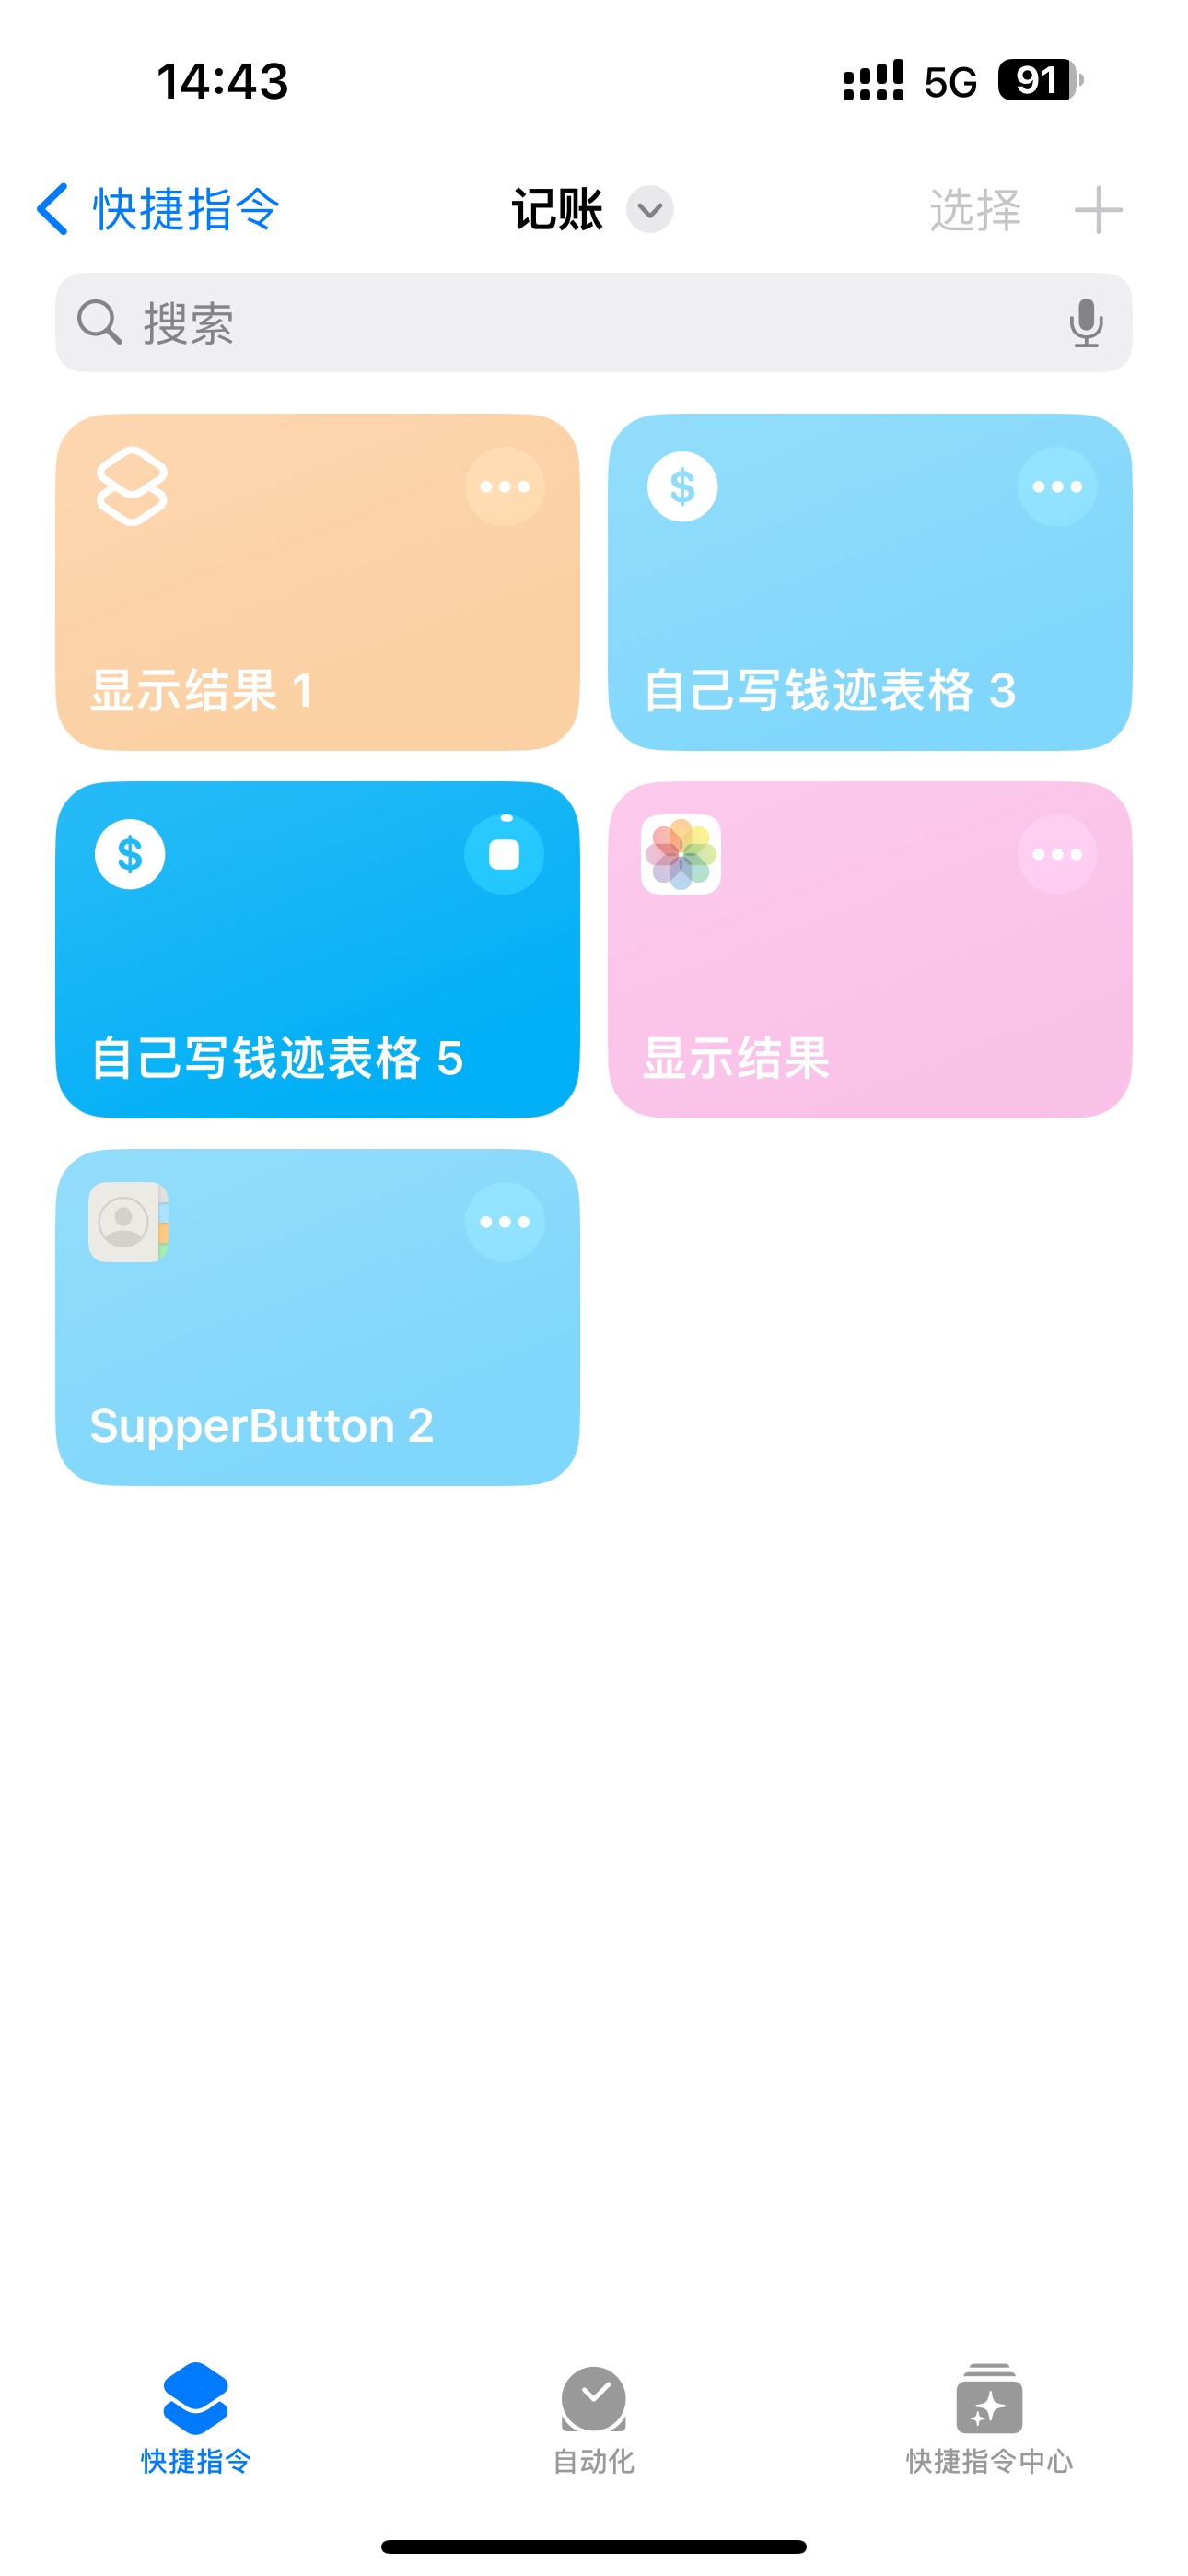 14:43
5G 91
快捷指令 记账 选择
搜索
显示结果 1
自己写钱迹表格 3
自己写钱迹表格 5
显示结果
SupperButton 2
快捷指令 自动化 快捷指令中心